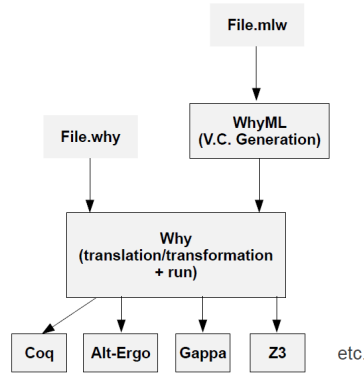 File.mlw
WhyML
(V.C. Generation)
File.why
Why
(translation/transformation
+ run)
Coq
Alt-Ergo
Gappa
Z3
etc.